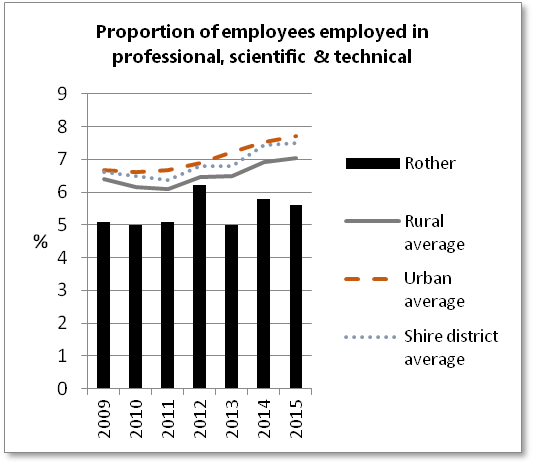 Proportion of employees employed in
professional, scientific & technical
9
8
7
6
5
4
3
2
1
0
%
2009
2010
2011
2012
2013
2014
2015
Rother
Rural
average
Urban
average
Shire district
average